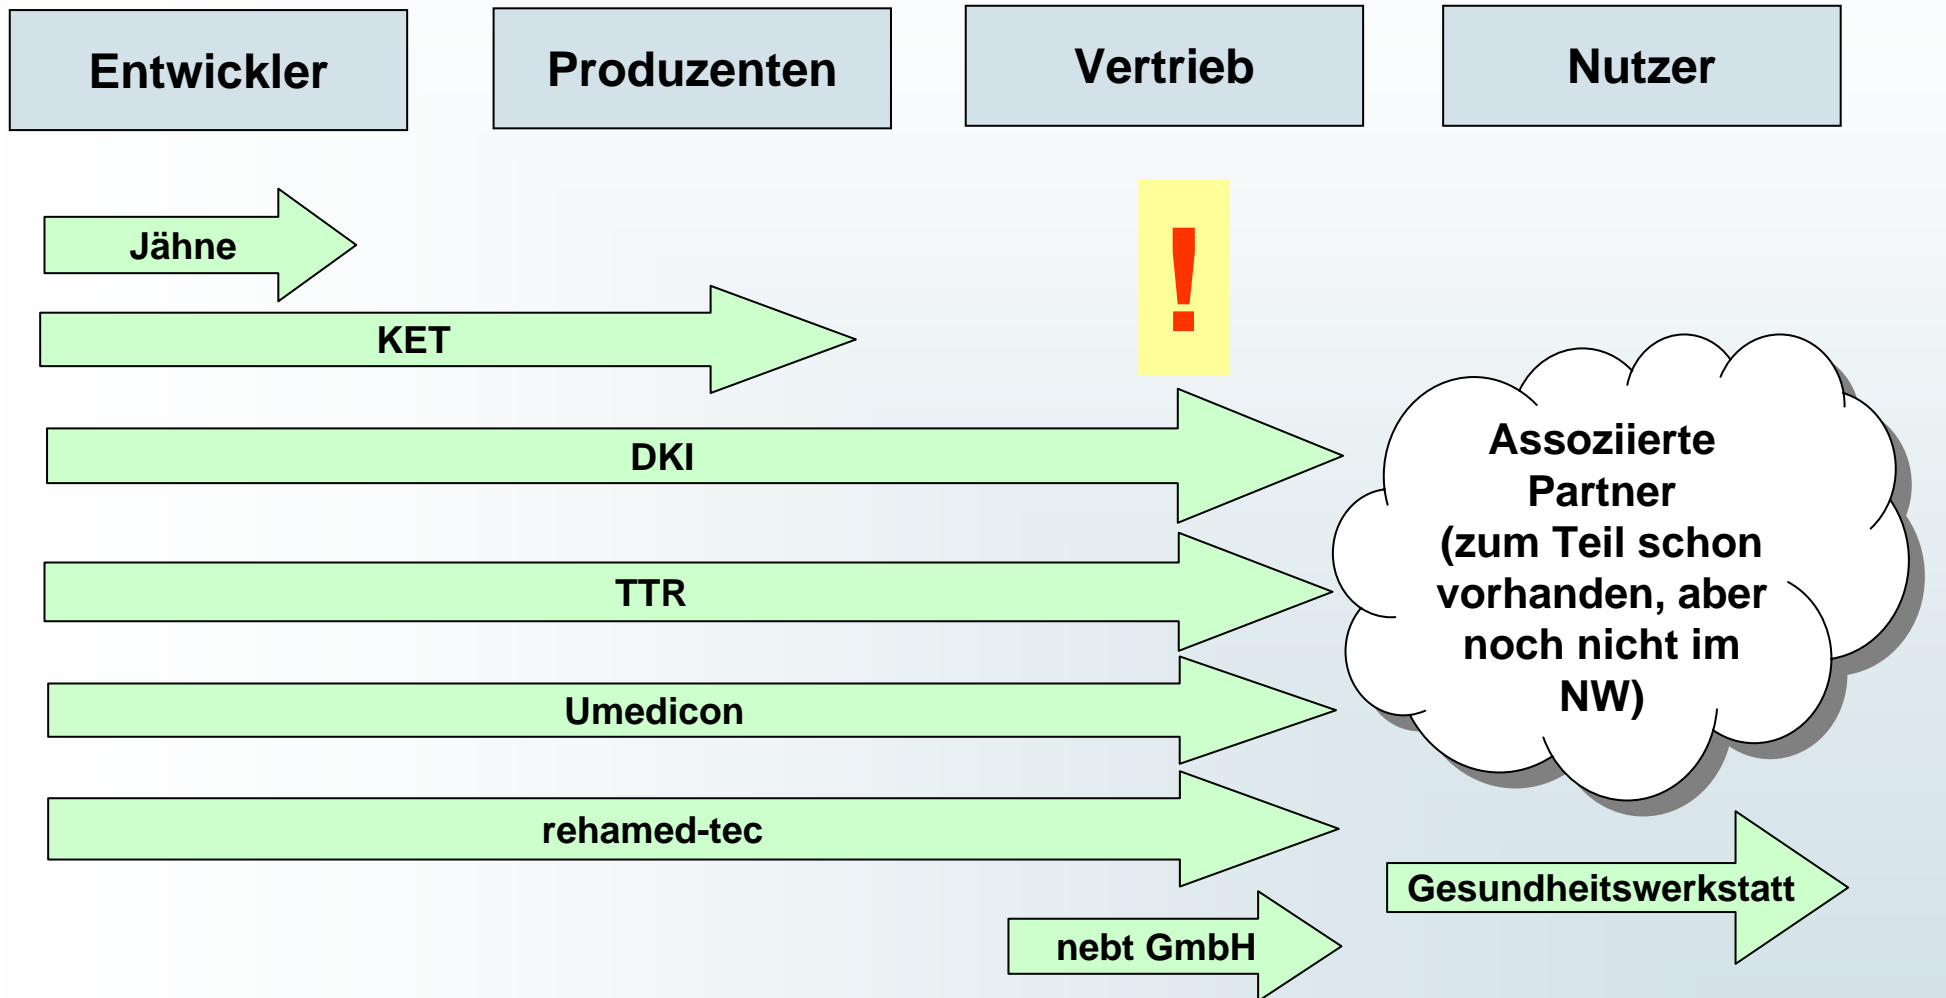 Entwickler
Produzenten
Vertrieb
Nutzer
Jähne
!
KET
DKI
Assoziierte
Partner
(zum Teil schon
vorhanden, aber
noch nicht im
NW)
TTR
Umedicon
rehamed-tec
Gesundheitswerkstatt
nebt GmbH